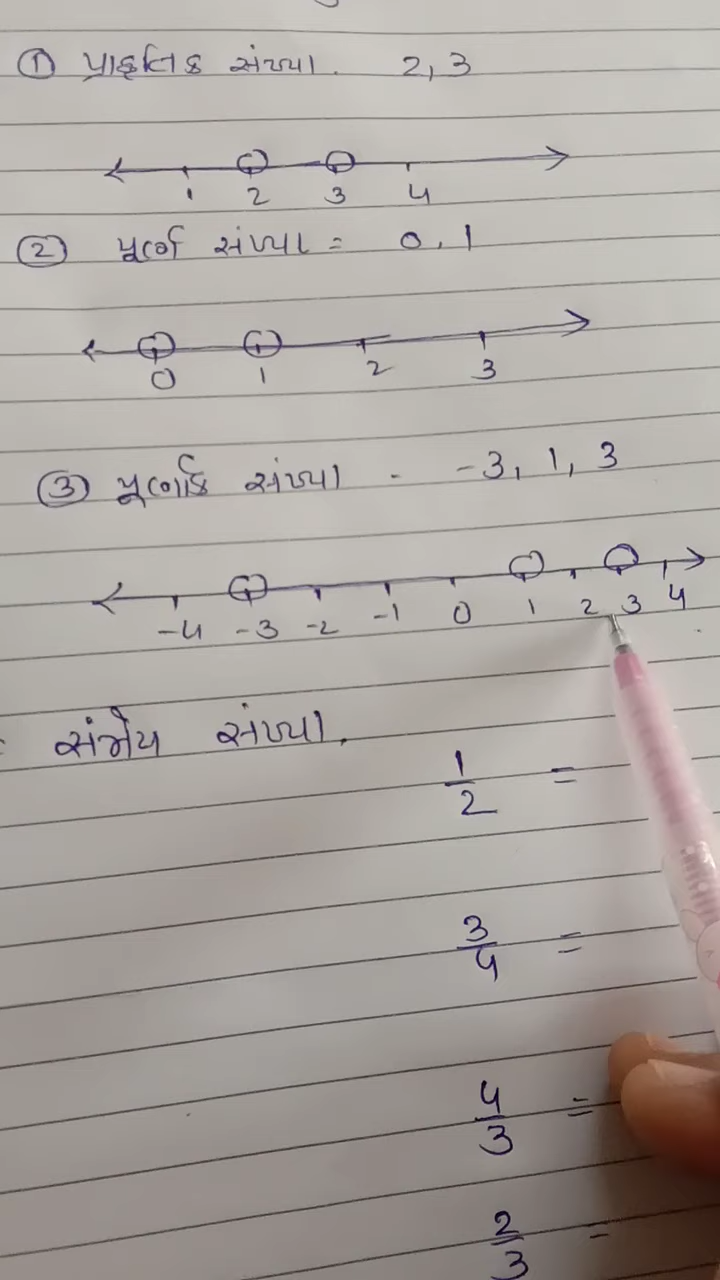 ① પ્રાકૃતિક સંખ્યા. 2, 3
1 2 3 4
② પૂર્ણ સંખ્યા = 0, 1
0 1 2 3
③ પૂર્ણાંક સંખ્યા - -3, 1, 3
-4 -3 -2 -1 0 1 2 3 4
સંમેય સંખ્યા.
1/2 =
3/4 =
4/3 =
2/3 =